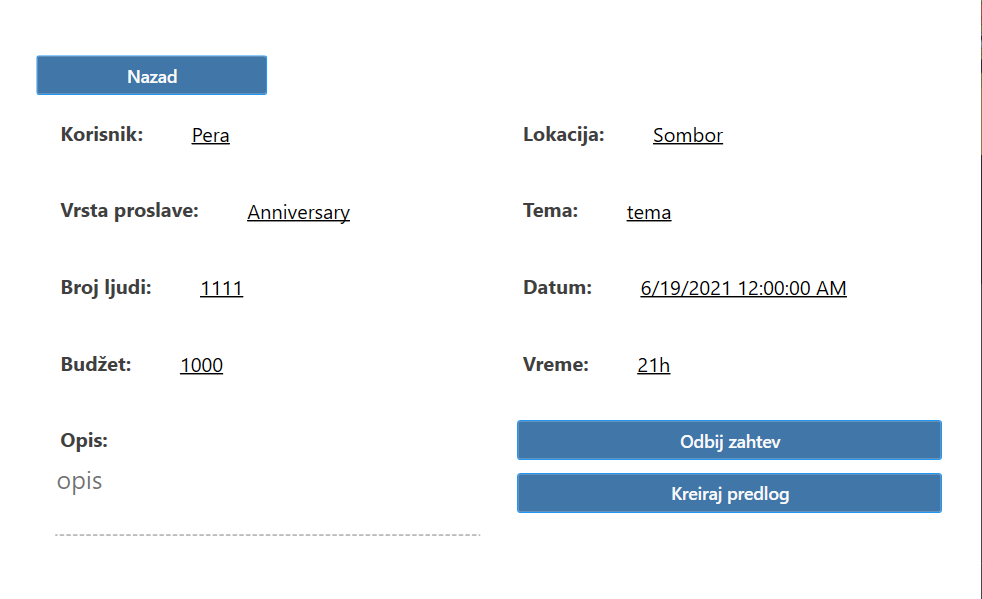 Nazad
Korisnik: Pera
Lokacija: Sombor
Vrsta proslave: Anniversary
Tema: tema
Broj ljudi: 1111
Datum: 6/19/2021 12:00:00 AM
Budžet: 1000
Vreme: 21h
Opis:
opis
Odbij zahtev
Kreiraj predlog